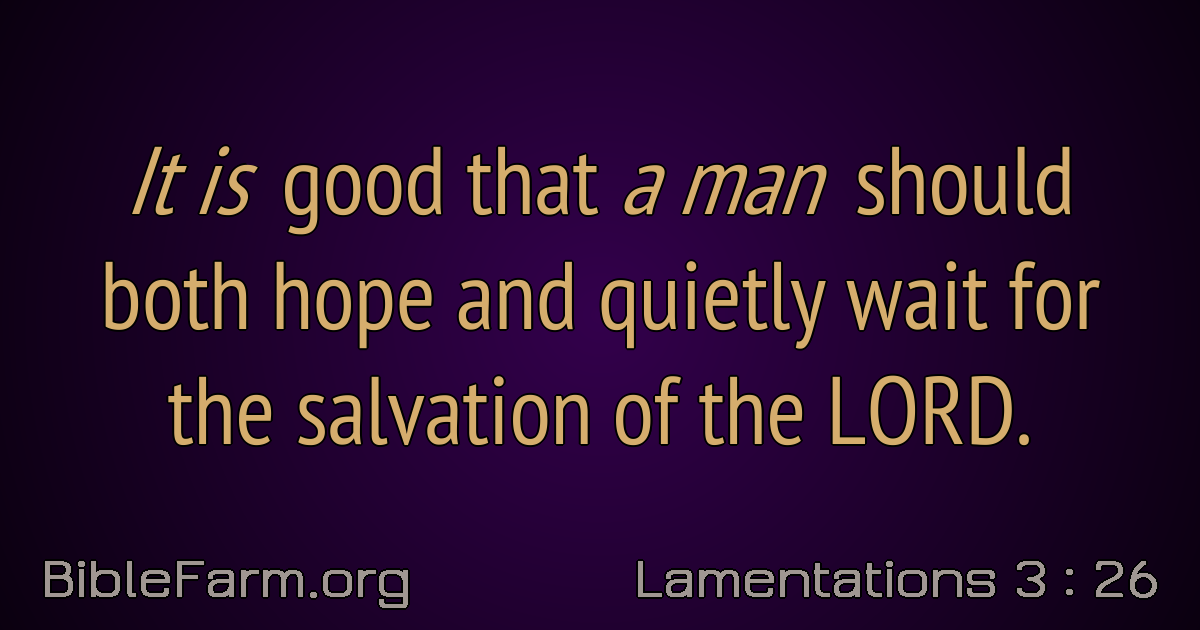 It is good that a man should
both hope and quietly wait for
the salvation of the LORD.
BibleFarm.org
Lamentations 3 : 26